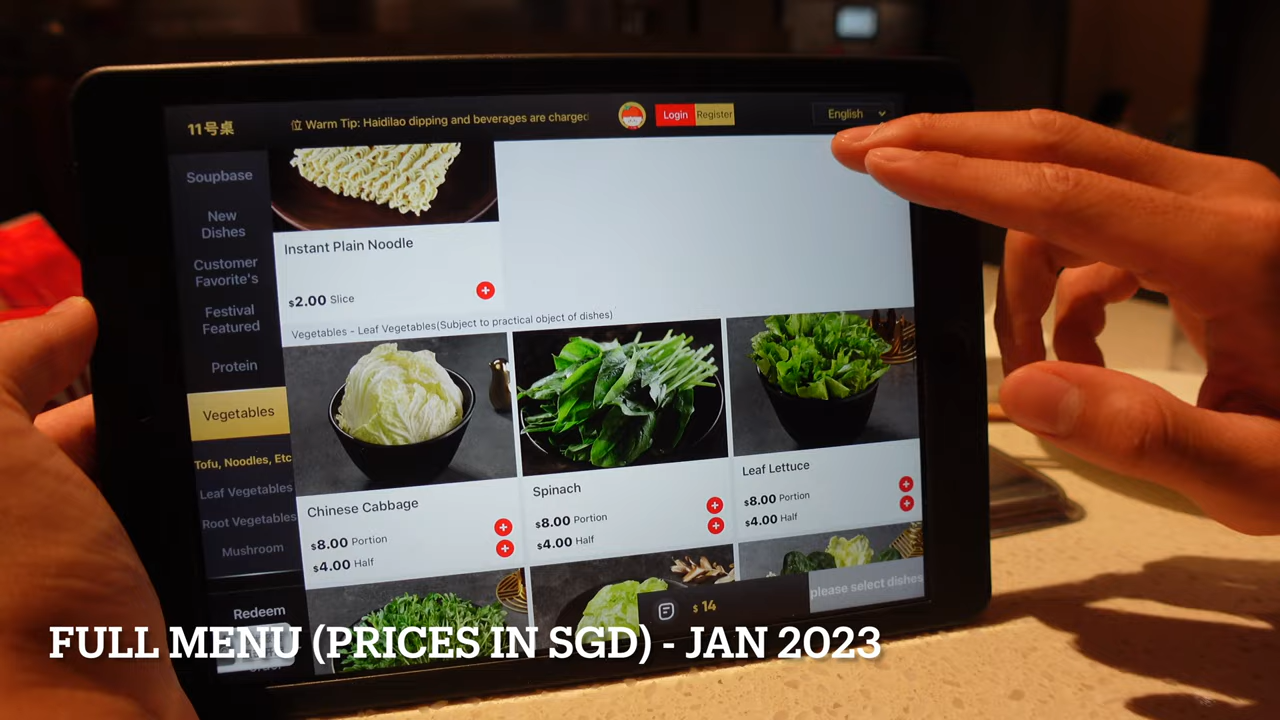 11号桌
位 Warm Tip: Haidilao dipping and beverages are charged
Login
Register
English
Soupbase
New
Dishes
Customer
Favorite's
Festival
Featured
Protein
Vegetables
Tofu, Noodles, Etc
Leaf Vegetables
Root Vegetables
Mushroom
Redeem
Instant Plain Noodle
$2.00 Slice
Vegetables - Leaf Vegetables(Subject to practical object of dishes)
Chinese Cabbage
$8.00 Portion
$4.00 Half
Spinach
$8.00 Portion
$4.00 Half
Leaf Lettuce
$8.00 Portion
$4.00 Half
$ 14
please select dishes
FULL MENU (PRICES IN SGD) - JAN 2023